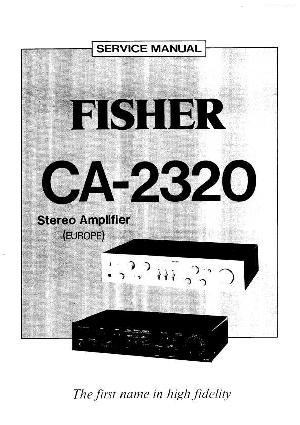 SERVICE MANUAL
FISHER
CA-2320
Stereo Amplifier
(EUROPE)
The first name in high fidelity